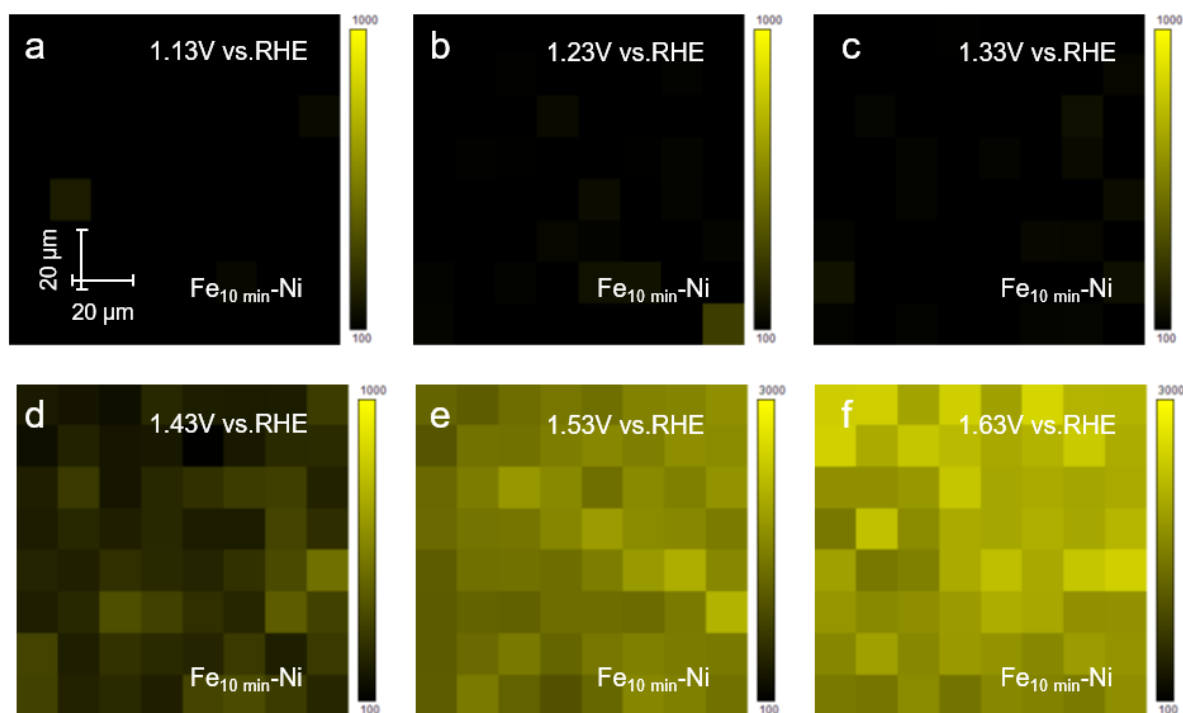 a
1.13V vs.RHE
1000
20 µm
20 µm
Fe10 min-Ni
100
b
1.23V vs.RHE
1000
Fe10 min-Ni
100
c
1.33V vs.RHE
1000
Fe10 min-Ni
100
d
1.43V vs.RHE
1000
Fe10 min-Ni
100
e
1.53V vs.RHE
3000
Fe10 min-Ni
100
f
1.63V vs.RHE
3000
Fe10 min-Ni
100